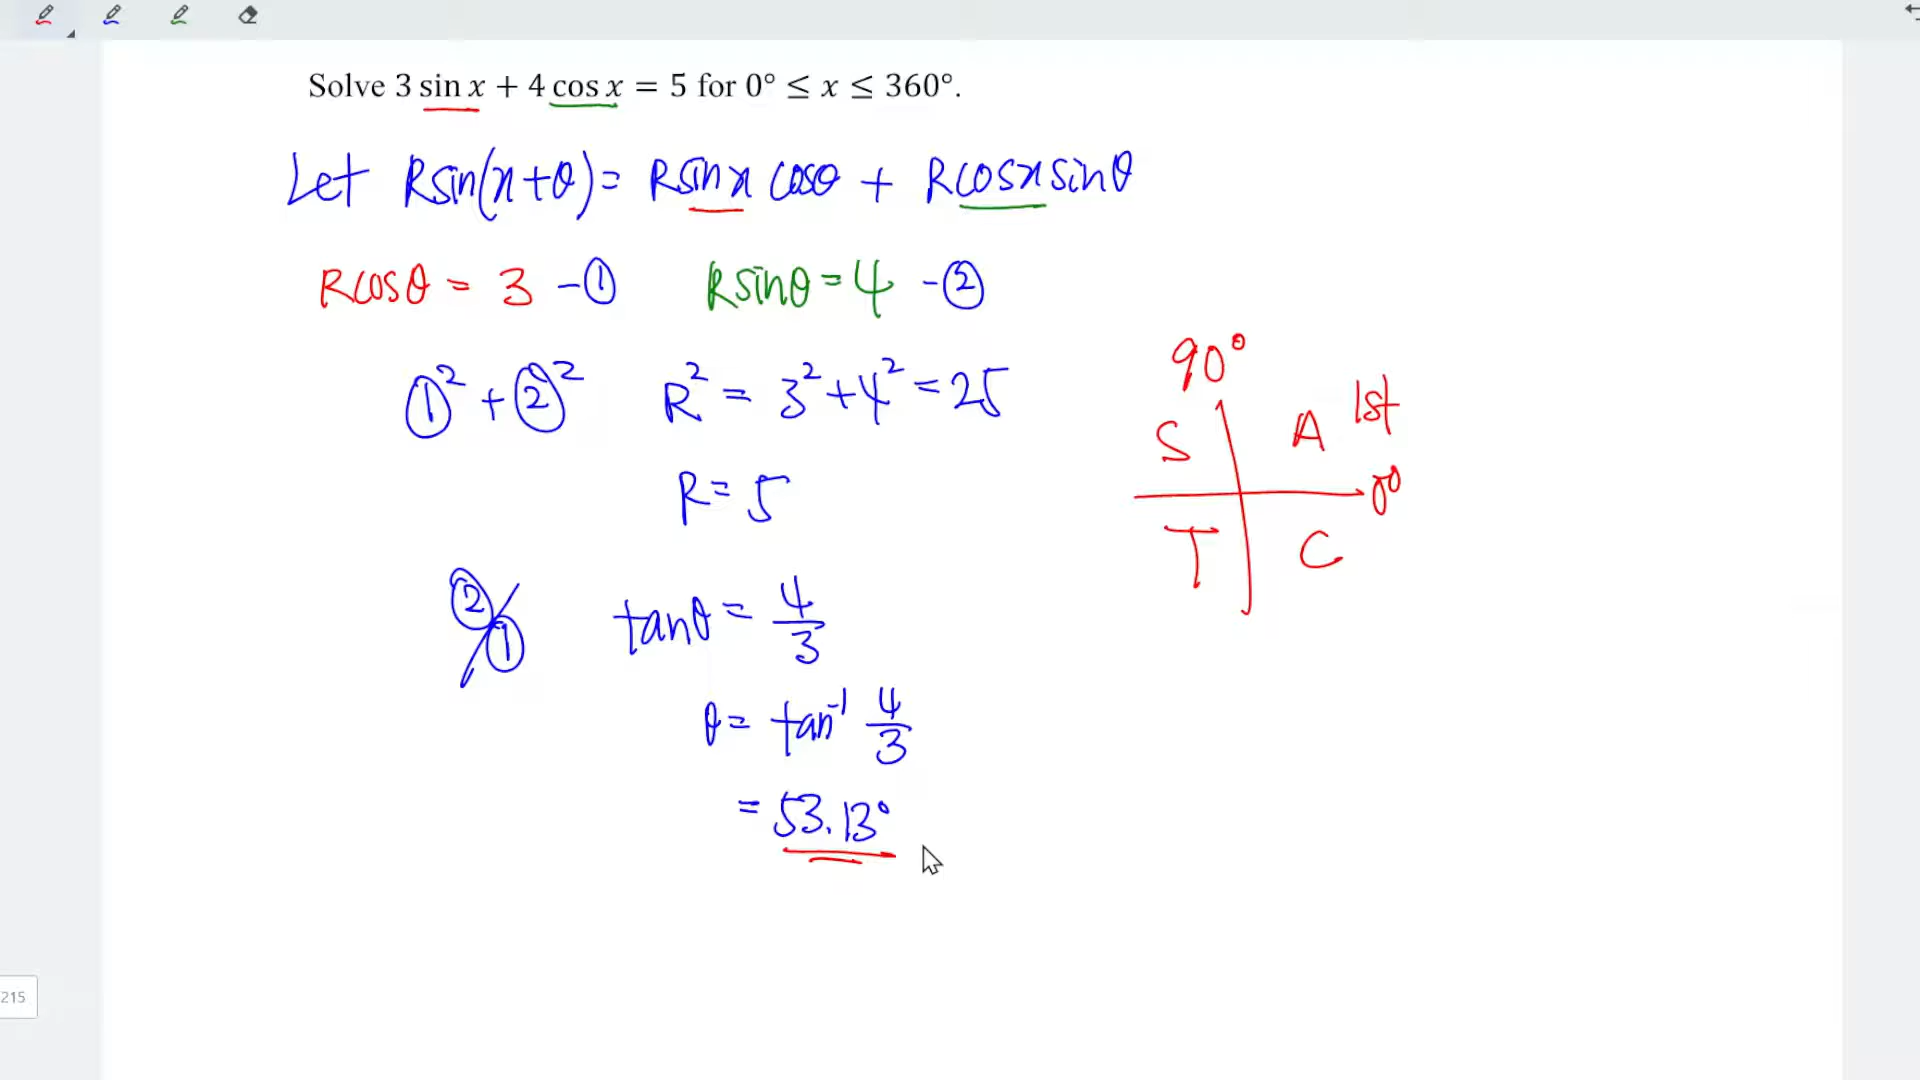 Solve 3 sin x + 4 cos x = 5 for 0° ≤ x ≤ 360°.
Let Rsin(x+θ) = Rsinx cosθ + Rcosx sinθ
Rcosθ = 3 - ① Rsinθ = 4 - ②
①² + ②² R² = 3² + 4² = 25
R = 5
90°
S A 1st
0°
T C
②/① tanθ = 4/3
θ = tan⁻¹ 4/3
= 53.13°
215